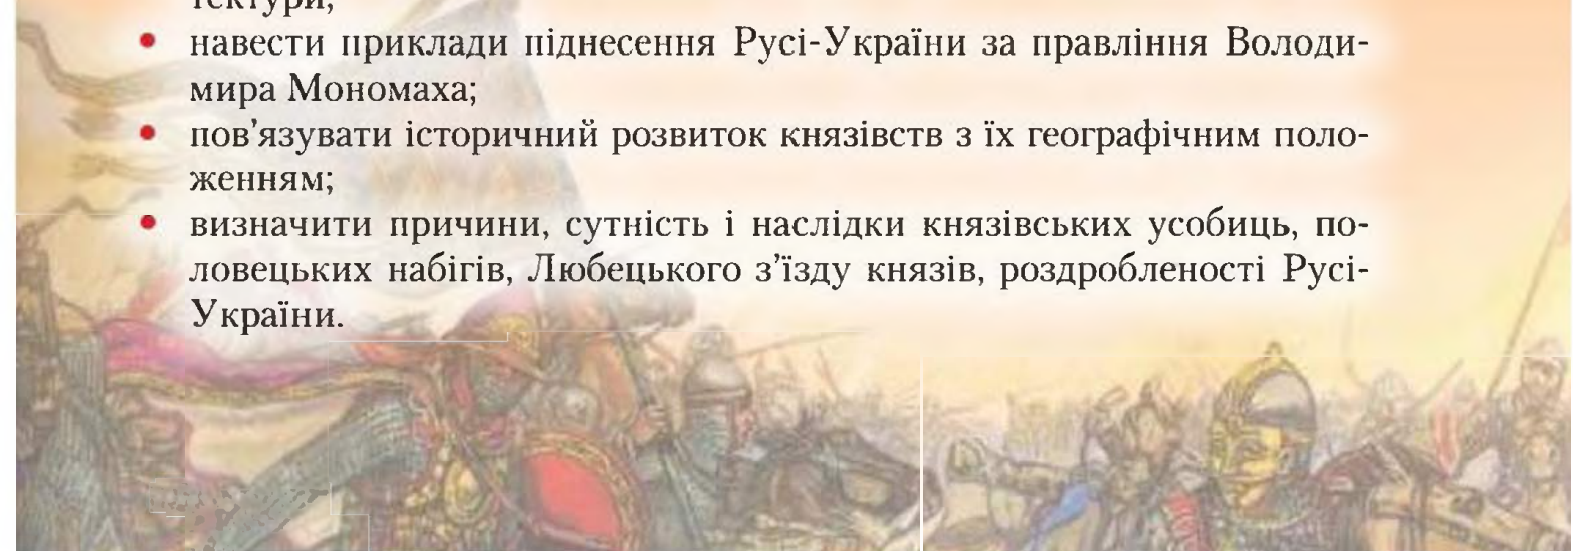 тектури;
• навести приклади піднесення Русі-України за правління Володи-
мира Мономаха;
• пов’язувати історичний розвиток князівств з їх географічним поло-
женням;
• визначити причини, сутність і наслідки князівських усобиць, по-
ловецьких набігів, Любецького з’їзду князів, роздробленості Русі-
України.